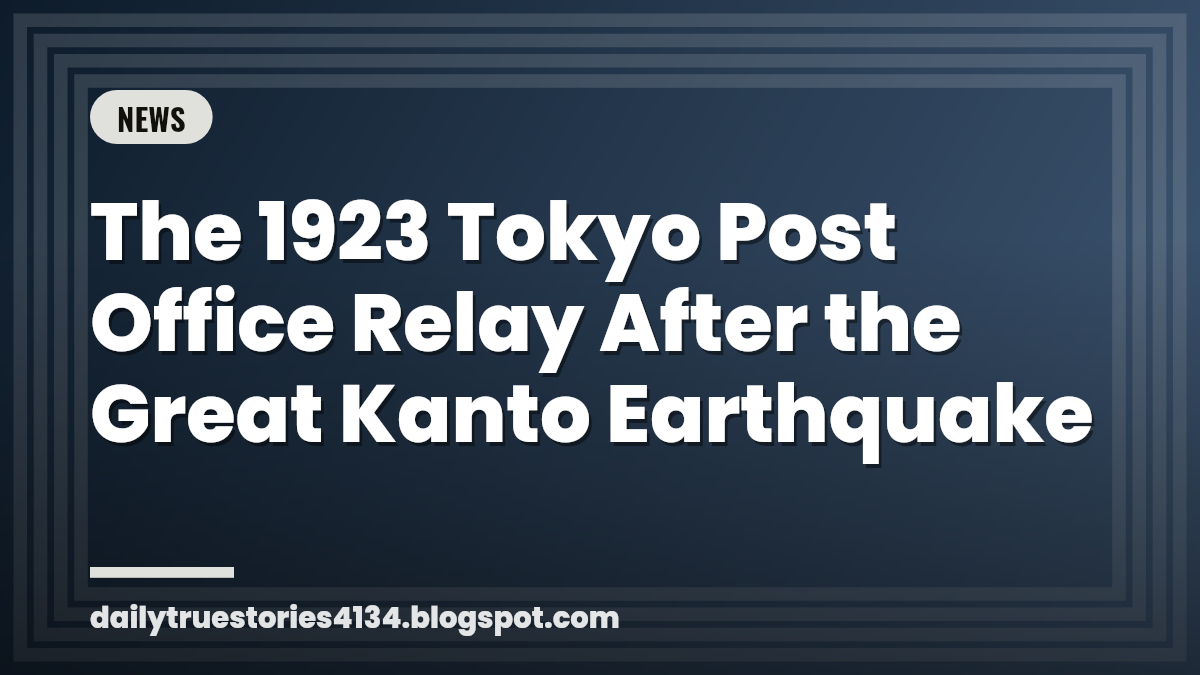 NEWS
The 1923 Tokyo Post
Office Relay After the
Great Kanto Earthquake
dailytruestories4134.blogspot.com